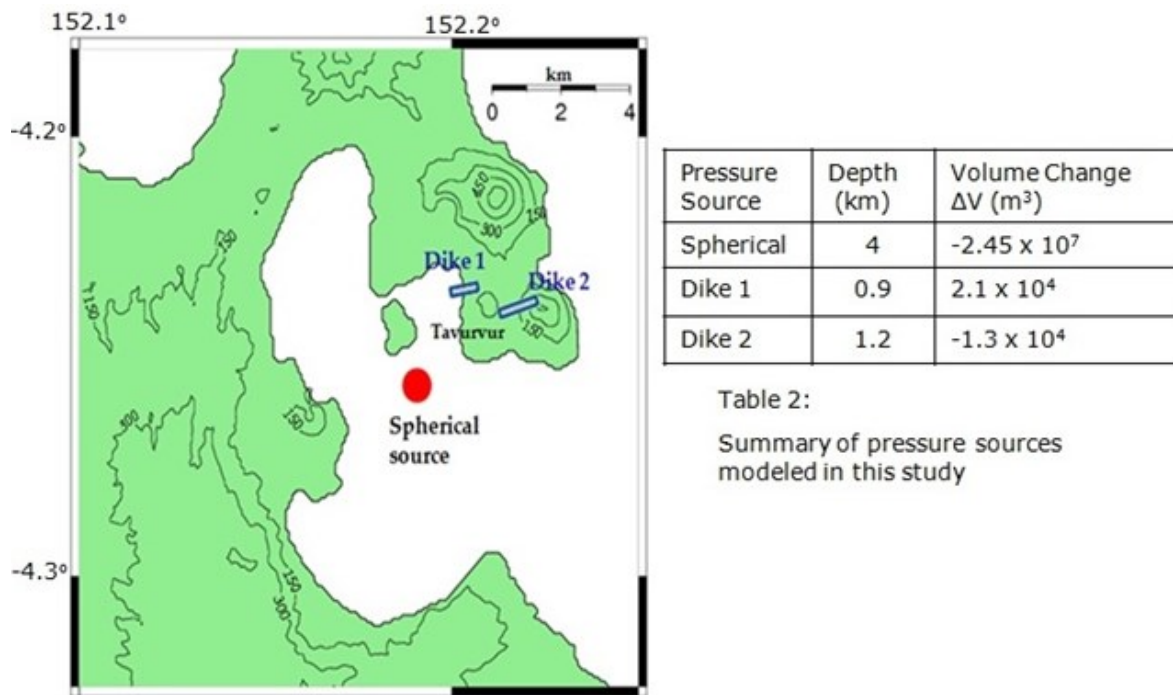 152.1°
152.2°
km
0 2 4
-4.2°
450
300
150
150
150
Dike 1
Dike 2
150
Tavurvur
150
Spherical
source
300
150
300
-4.3°
Pressure Source
Depth (km)
Volume Change ΔV (m³)
Spherical
4
-2.45 x 10⁷
Dike 1
0.9
2.1 x 10⁴
Dike 2
1.2
-1.3 x 10⁴
Table 2:
Summary of pressure sources
modeled in this study